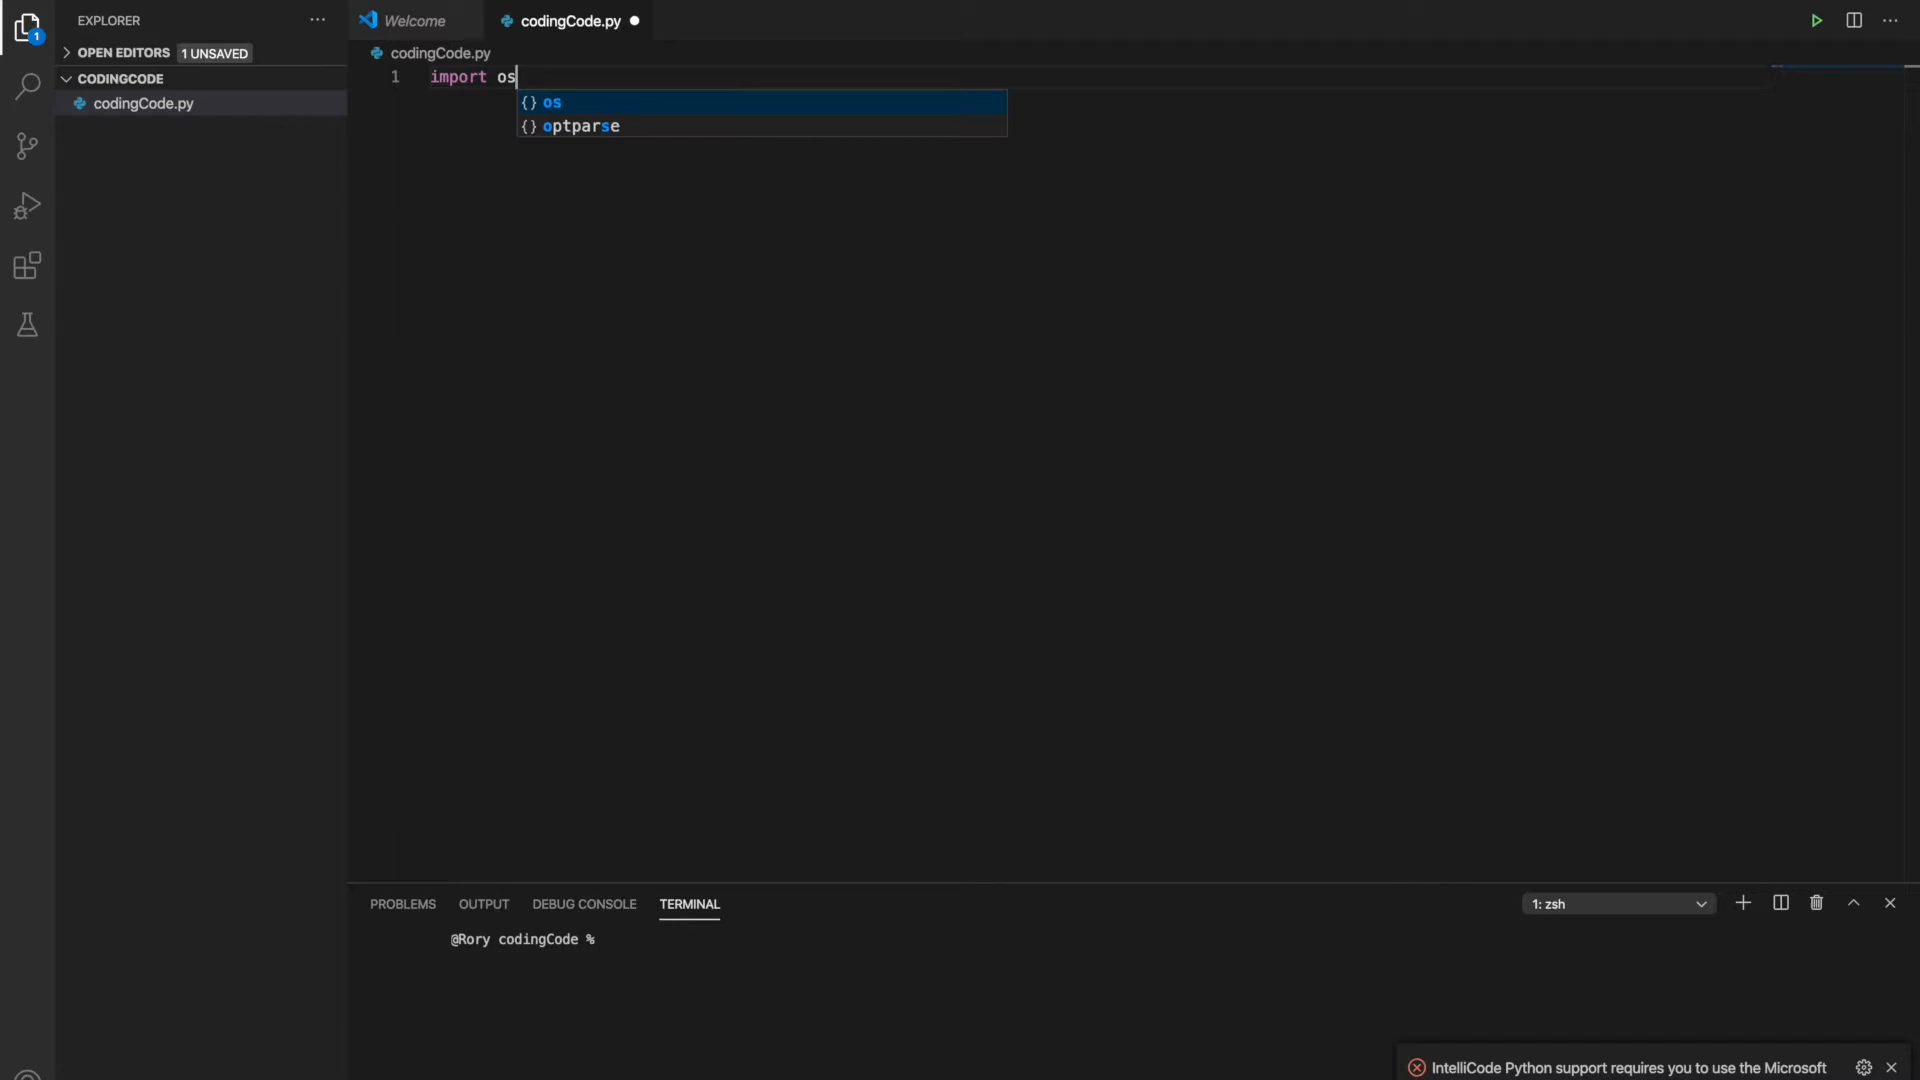 EXPLORER
OPEN EDITORS 1 UNSAVED
CODINGCODE
codingCode.py
1
Welcome
codingCode.py
codingCode.py
1 import os
{} os
{} optparse
PROBLEMS OUTPUT DEBUG CONSOLE TERMINAL
1: zsh
@Rory codingCode %
IntelliCode Python support requires you to use the Microsoft